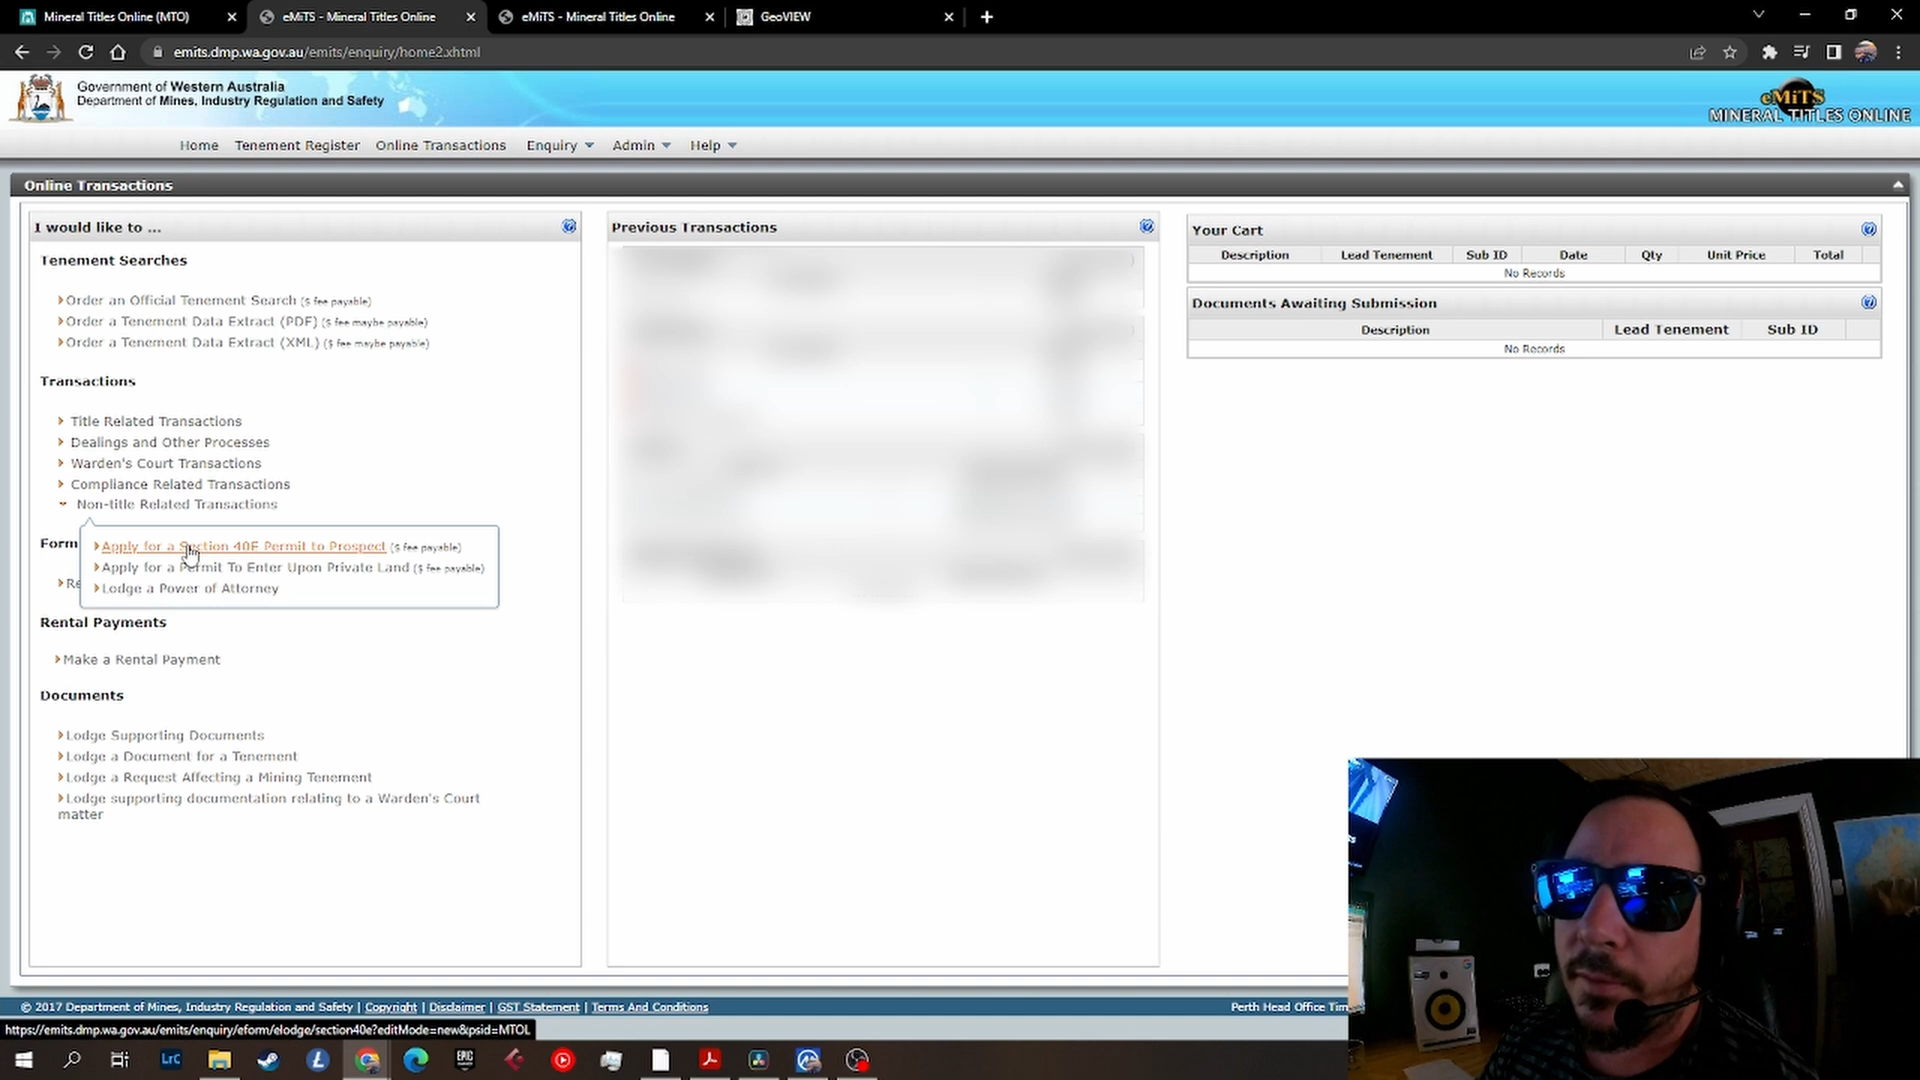 Mineral Titles Online (MTO)
eMiTS - Mineral Titles Online
eMiTS - Mineral Titles Online
GeoVIEW
emits.dmp.wa.gov.au/emits/enquiry/home2.xhtml
Government of Western Australia
Department of Mines, Industry Regulation and Safety
eMiTS
MINERAL TITLES ONLINE
Home
Tenement Register
Online Transactions
Enquiry
Admin
Help
Online Transactions
I would like to ...
Tenement Searches
Order an Official Tenement Search ($ fee payable)
Order a Tenement Data Extract (PDF) ($ fee maybe payable)
Order a Tenement Data Extract (XML) ($ fee maybe payable)
Transactions
Title Related Transactions
Dealings and Other Processes
Warden's Court Transactions
Compliance Related Transactions
Non-title Related Transactions
Form
Apply for a Section 40E Permit to Prospect ($ fee payable)
Apply for a Permit To Enter Upon Private Land ($ fee payable)
Re
Lodge a Power of Attorney
Rental Payments
Make a Rental Payment
Documents
Lodge Supporting Documents
Lodge a Document for a Tenement
Lodge a Request Affecting a Mining Tenement
Lodge supporting documentation relating to a Warden's Court
matter
Previous Transactions
Your Cart
Description Lead Tenement Sub ID Date Qty Unit Price Total
No Records
Documents Awaiting Submission
Description Lead Tenement Sub ID
No Records
© 2017 Department of Mines, Industry Regulation and Safety | Copyright | Disclaimer | GST Statement | Terms And Conditions
Perth Head Office Tim
https://emits.dmp.wa.gov.au/emits/enquiry/eform/elodge/section40e?editMode=new&psid=MTOL
LrC
EPIC
GAMES